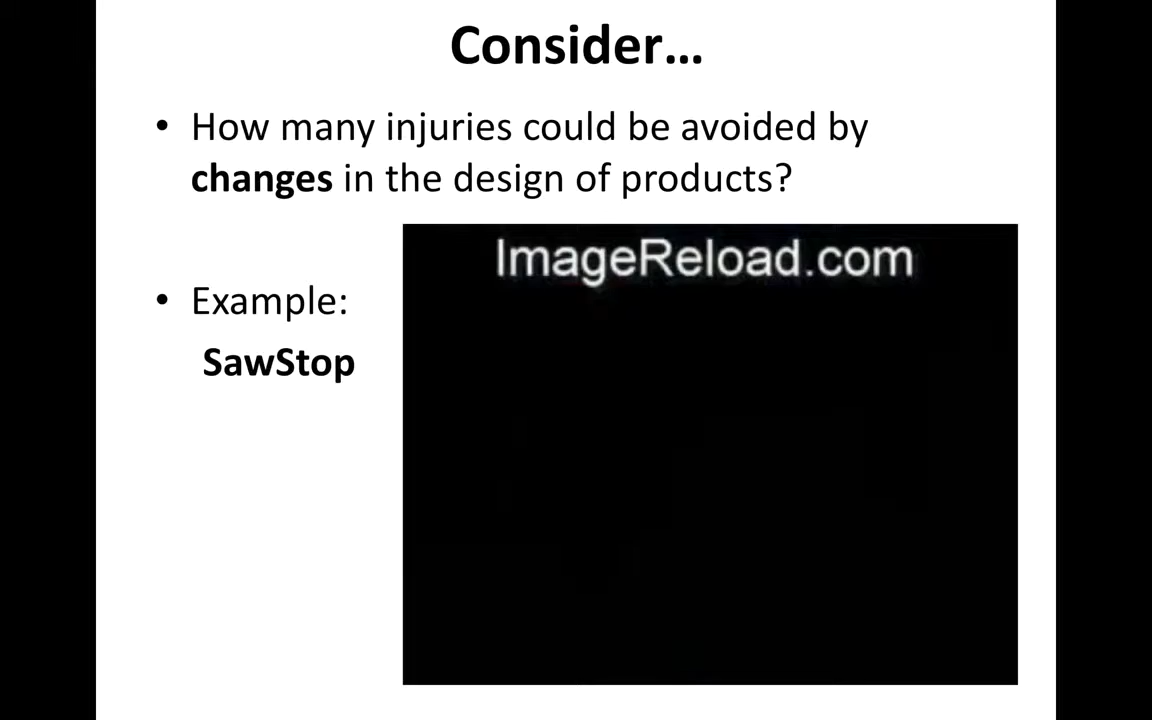 Consider…
• How many injuries could be avoided by
changes in the design of products?
ImageReload.com
• Example:
SawStop